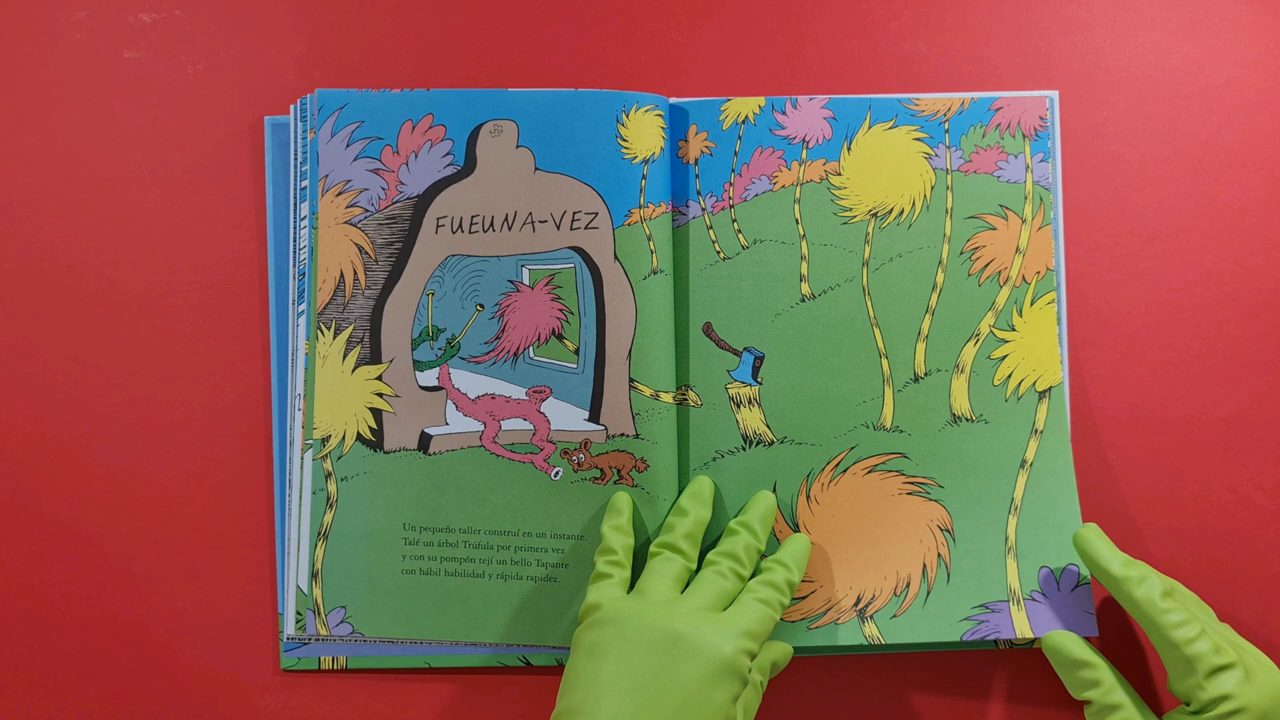 FUEUNA-VEZ
Un pequeño taller construí en un instante.
Talé un árbol Trúfula por primera vez
y con su pompón tejí un bello Tapante
con hábil habilidad y rápida rapidez.